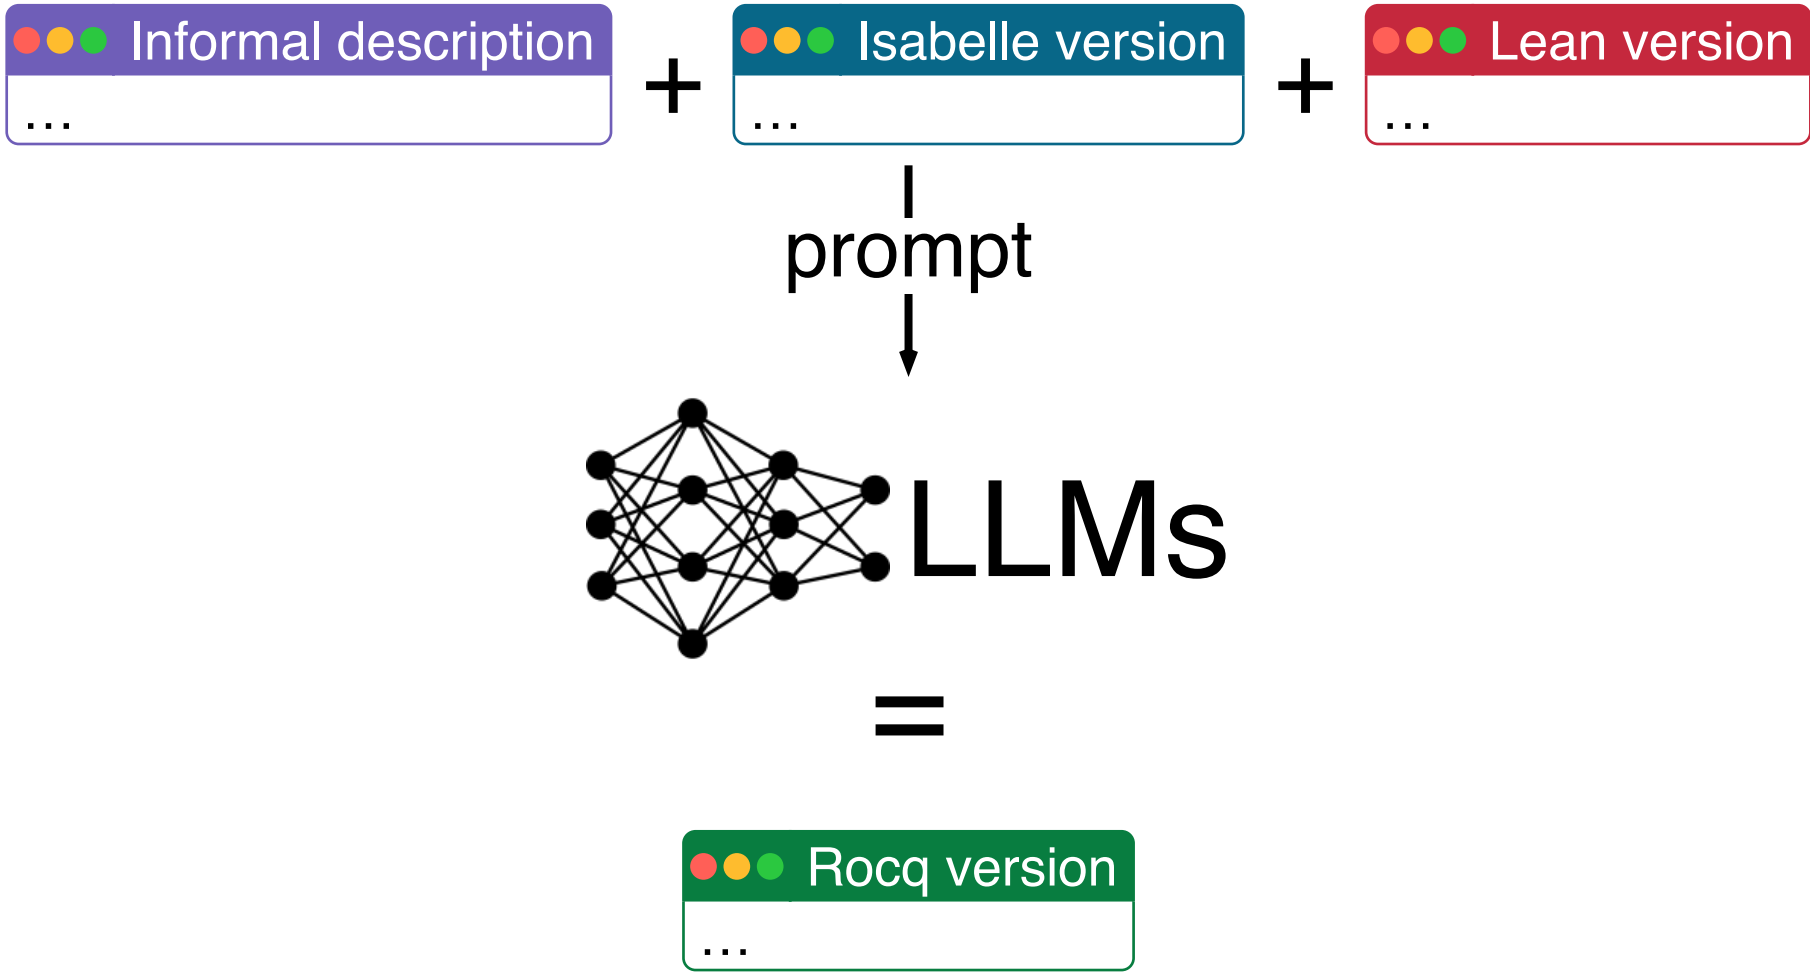 Informal description + Isabelle version + Lean version
... ... ...
prompt
LLMs
=
Rocq version
...